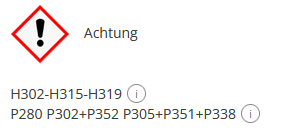 Achtung
H302-H315-H319 i
P280 P302+P352 P305+P351+P338 i